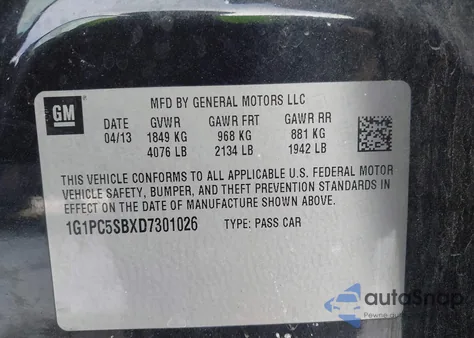 MFD BY GENERAL MOTORS LLC
GM
DATE GVWR GAWR FRT GAWR RR
04/13 1849 KG 968 KG 881 KG
4076 LB 2134 LB 1942 LB
THIS VEHICLE CONFORMS TO ALL APPLICABLE U.S. FEDERAL MOTOR
VEHICLE SAFETY, BUMPER, AND THEFT PREVENTION STANDARDS IN
EFFECT ON THE DATE OF MANUFACTURE SHOWN ABOVE.
1G1PC5SBXD7301026 TYPE: PASS CAR
autoSnap